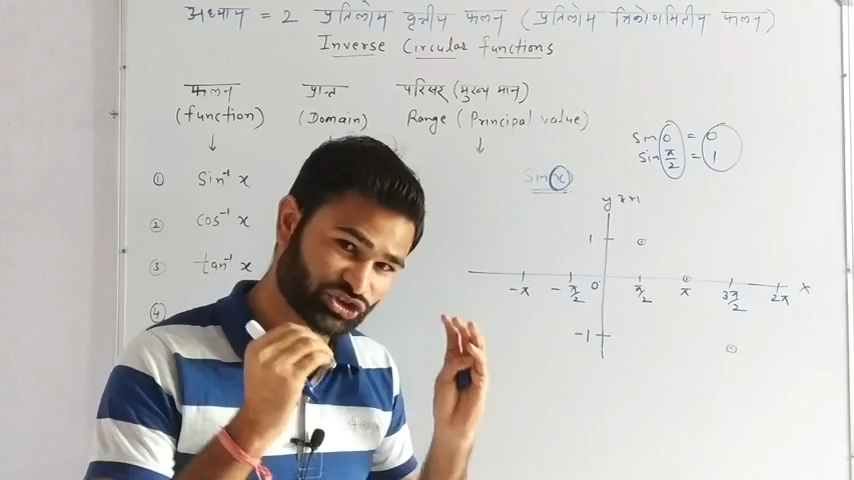 अध्याय = 2 प्रतिलोम वृत्तीय फलन (प्रतिलोम त्रिकोणमितीय फलन)
Inverse Circular functions
फलन प्रान्त परिसर (मुख्य मान)
(function) (Domain) Range (Principal value)
① Sin⁻¹ x
② cos⁻¹ x
③ tan⁻¹ x
④
Sin 0 = 0
Sin π/2 = 1
Sin(x)
y
1
-π -π/2 0 π/2 π 3π/2 2π x
-1